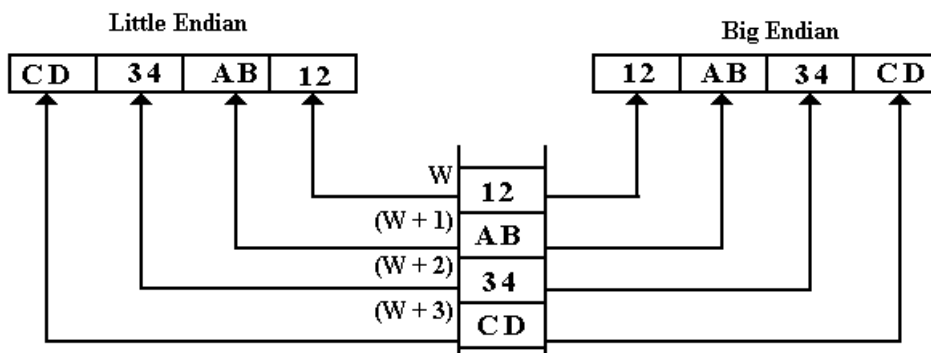 Little Endian
Big Endian
CD 34 AB 12
12 AB 34 CD
W
12
(W + 1)
AB
(W + 2)
34
(W + 3)
CD